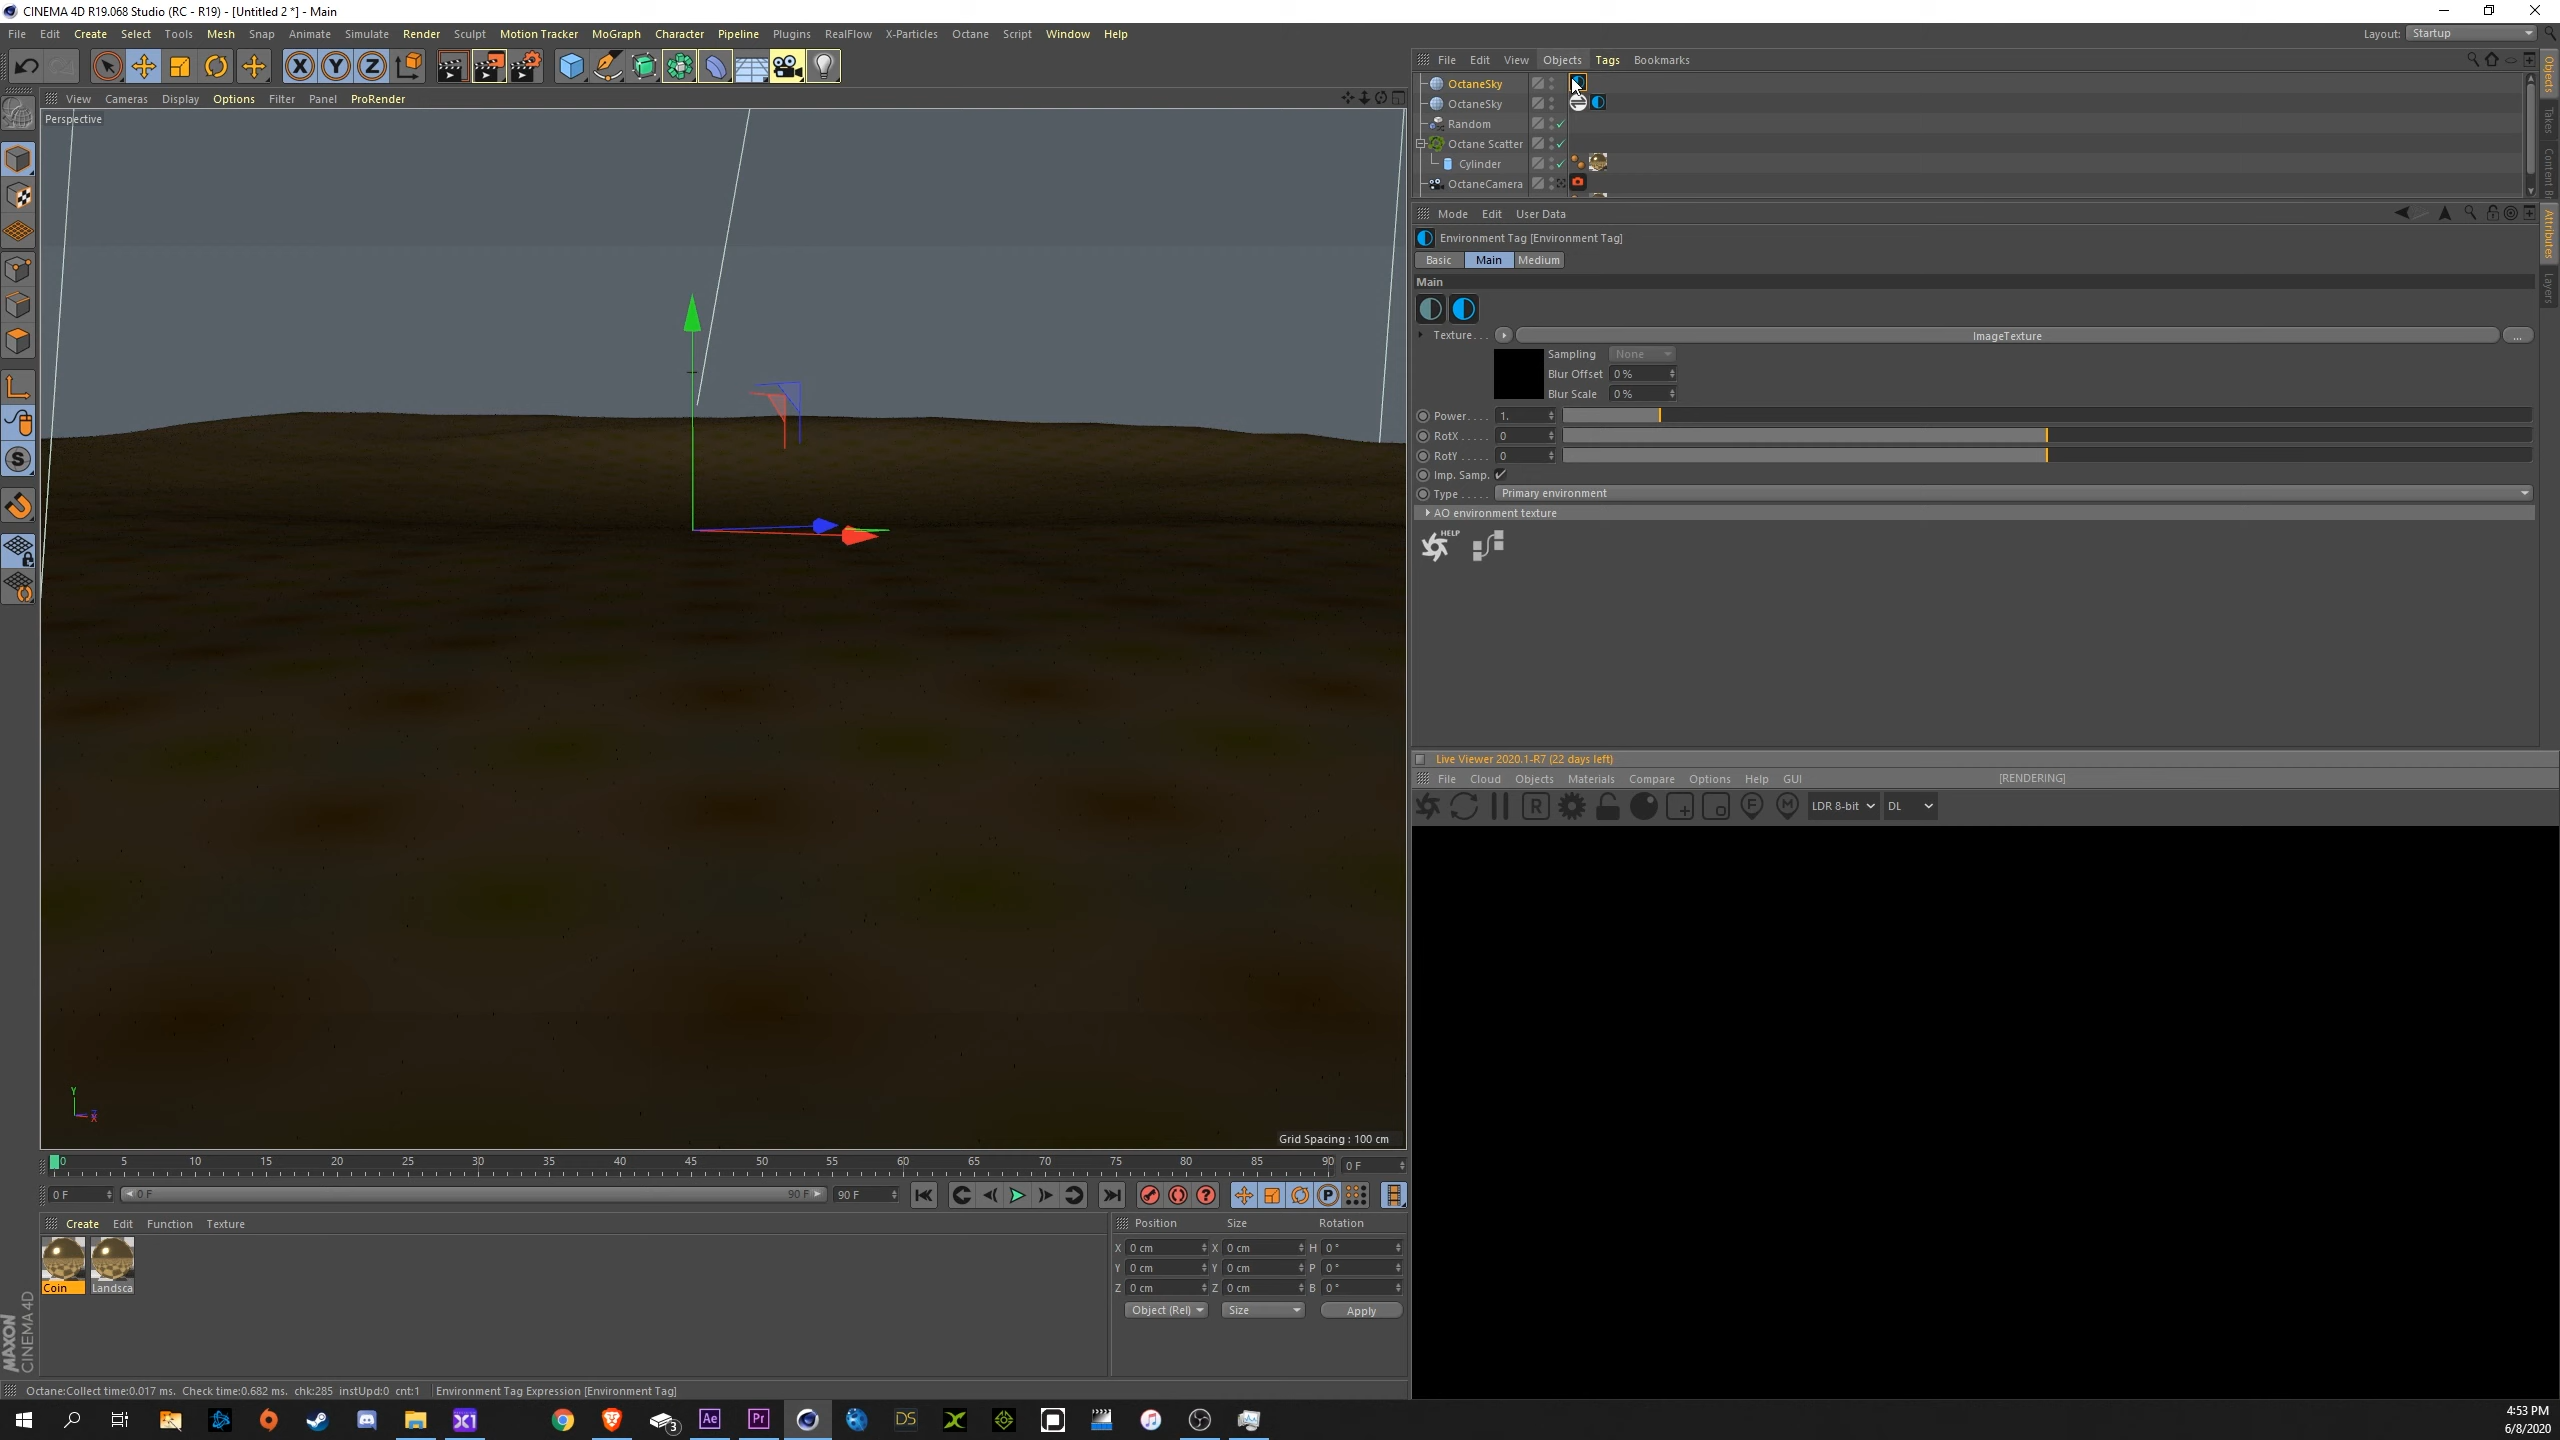 CINEMA 4D R19.068 Studio (RC - R19) - [Untitled 2 *] - Main
File Edit Create Select Tools Mesh Snap Animate Simulate Render Sculpt Motion Tracker MoGraph Character Pipeline Plugins RealFlow X-Particles Octane Script Window Help
Layout: Startup
File Edit View Objects Tags Bookmarks
View Cameras Display Options Filter Panel ProRender
Perspective
OctaneSky
OctaneSky
Random
Octane Scatter
Cylinder
OctaneCamera
Objects
Takes
Attributes
Layers
Mode Edit User Data
Environment Tag [Environment Tag]
Basic Main Medium
Main
Texture... ImageTexture ...
Sampling None
Blur Offset 0 %
Blur Scale 0 %
Power.... 1.
RotX..... 0
RotY ..... 0
Imp. Samp.
Type ..... Primary environment
AO environment texture
HELP
Live Viewer 2020.1-R7 (22 days left)
File Cloud Objects Materials Compare Options Help GUI [RENDERING]
R F M LDR 8-bit DL
Y
X
Grid Spacing : 100 cm
0 5 10 15 20 25 30 35 40 45 50 55 60 65 70 75 80 85 90 0 F
0 F 0 F 90 F 90 F P
Create Edit Function Texture
Coin Landsca
Position Size Rotation
X 0 cm X 0 cm H 0 °
Y 0 cm Y 0 cm P 0 °
Z 0 cm Z 0 cm B 0 °
Object (Rel) Size Apply
MAXON
CINEMA 4D
Octane:Collect time:0.017 ms. Check time:0.682 ms. chk:285 instUpd:0 cnt:1 Environment Tag Expression [Environment Tag]
X1 3 Ae Pr DS
4:53 PM
6/8/2020